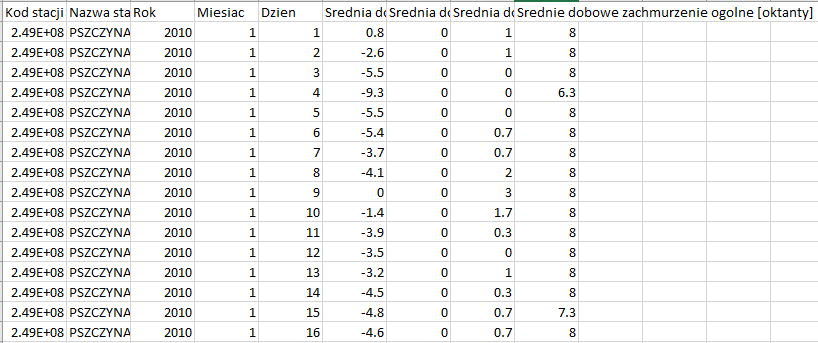 Kod stacji Nazwa sta Rok Miesiac Dzien Srednia do Srednia do Srednia do Srednie dobowe zachmurzenie ogolne [oktanty]
2.49E+08 PSZCZYNA 2010 1 1 0.8 0 1 8
2.49E+08 PSZCZYNA 2010 1 2 -2.6 0 1 8
2.49E+08 PSZCZYNA 2010 1 3 -5.5 0 0 8
2.49E+08 PSZCZYNA 2010 1 4 -9.3 0 0 6.3
2.49E+08 PSZCZYNA 2010 1 5 -5.5 0 0 8
2.49E+08 PSZCZYNA 2010 1 6 -5.4 0 0.7 8
2.49E+08 PSZCZYNA 2010 1 7 -3.7 0 0.7 8
2.49E+08 PSZCZYNA 2010 1 8 -4.1 0 2 8
2.49E+08 PSZCZYNA 2010 1 9 0 0 3 8
2.49E+08 PSZCZYNA 2010 1 10 -1.4 0 1.7 8
2.49E+08 PSZCZYNA 2010 1 11 -3.9 0 0.3 8
2.49E+08 PSZCZYNA 2010 1 12 -3.5 0 0 8
2.49E+08 PSZCZYNA 2010 1 13 -3.2 0 1 8
2.49E+08 PSZCZYNA 2010 1 14 -4.5 0 0.3 8
2.49E+08 PSZCZYNA 2010 1 15 -4.8 0 0.7 7.3
2.49E+08 PSZCZYNA 2010 1 16 -4.6 0 0.7 8